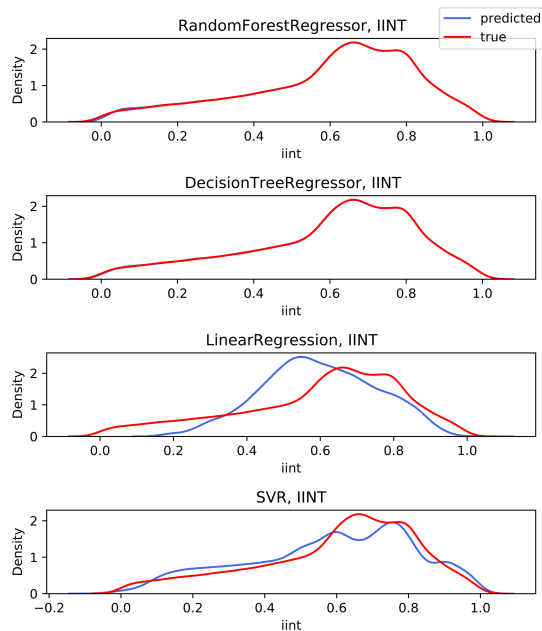 RandomForestRegressor, IINT
predicted
true
Density
2
1
0
0.0 0.2 0.4 0.6 0.8 1.0
iint
DecisionTreeRegressor, IINT
Density
2
1
0
0.0 0.2 0.4 0.6 0.8 1.0
iint
LinearRegression, IINT
Density
2
1
0
0.0 0.2 0.4 0.6 0.8 1.0
iint
SVR, IINT
Density
2
1
0
−0.2 0.0 0.2 0.4 0.6 0.8 1.0
iint